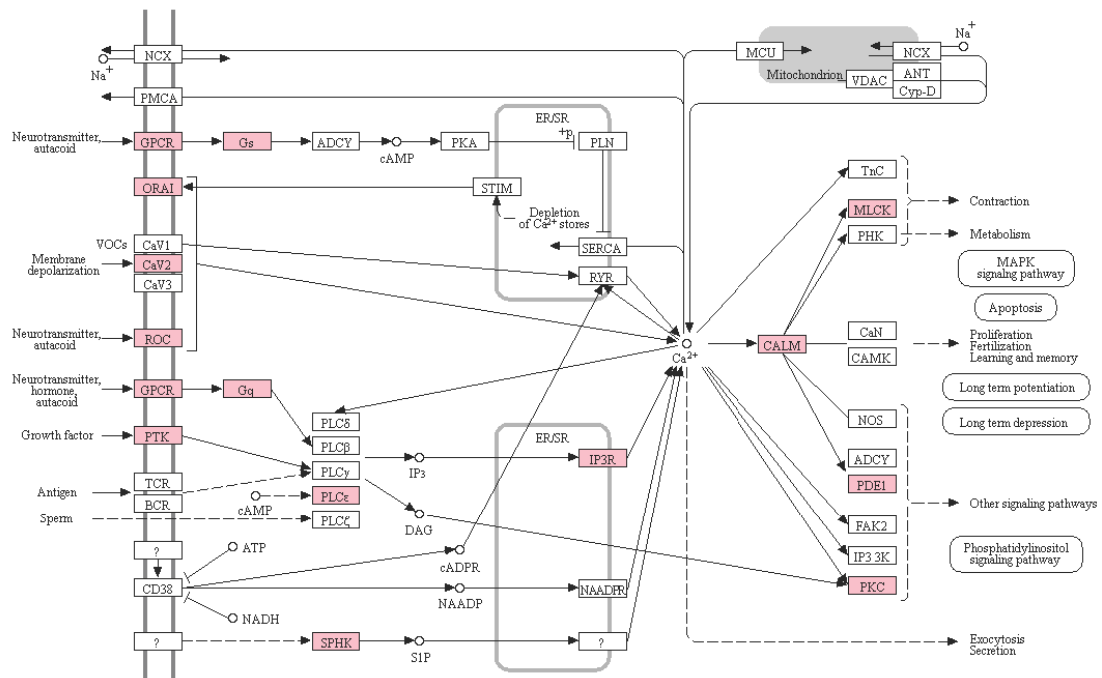 NCX
Na+
PMCA
MCU
NCX
Na+
Mitochondrion
VDAC
ANT
Cyp-D
Neurotransmitter,
autacoid
GPCR
Gs
ADCY
cAMP
PKA
ER/SR
+p
PLN
ORAI
STIM
Depletion
of Ca2+ stores
VOCs
CaV1
Membrane
depolarization
CaV2
CaV3
SERCA
RYR
Neurotransmitter,
autacoid
ROC
Neurotransmitter,
hormone,
autacoid
GPCR
Gq
Growth factor
PTK
PLCδ
PLCβ
PLCγ
PLCε
PLCζ
cAMP
Antigen
TCR
BCR
Sperm
IP3
DAG
ER/SR
IP3R
?
ATP
CD38
NADH
cADPR
NAADP
NAADPR
?
SPHK
S1P
?
Ca2+
CALM
TnC
MLCK
PHK
CaN
CAMK
NOS
ADCY
PDE1
FAK2
IP3 3K
PKC
Contraction
Metabolism
MAPK
signalng pathway
Apoptosis
Proliferation
Fertilization
Learning and memory
Long term potentiation
Long term depression
Other signaling pathways
Phosphatidylinositol
signaling pathway
Exocytosis
Secretion